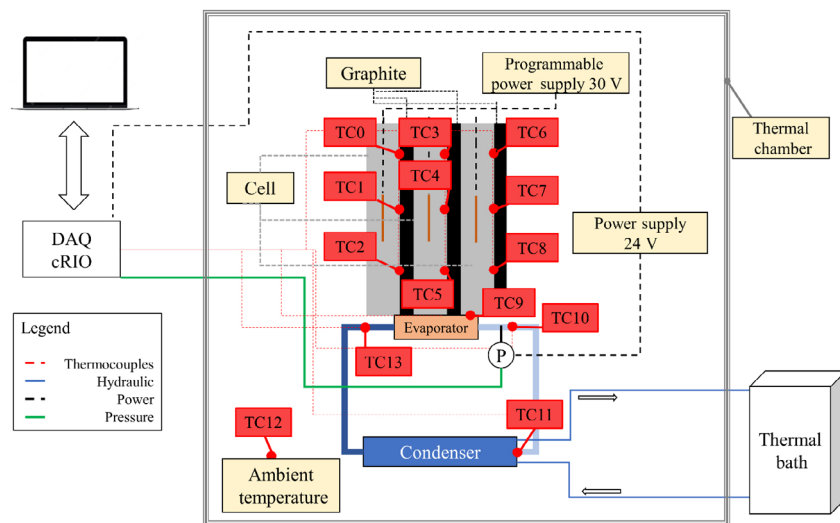 Graphite
Programmable
power supply 30 V
TC0
TC3
TC6
Thermal
chamber
TC4
Cell
TC1
TC7
DAQ
cRIO
Power supply
24 V
TC2
TC8
TC5
TC9
TC10
Legend
Evaporator
P
Thermocouples
TC13
Hydraulic
Power
Pressure
TC12
TC11
Thermal
bath
Condenser
Ambient
temperature